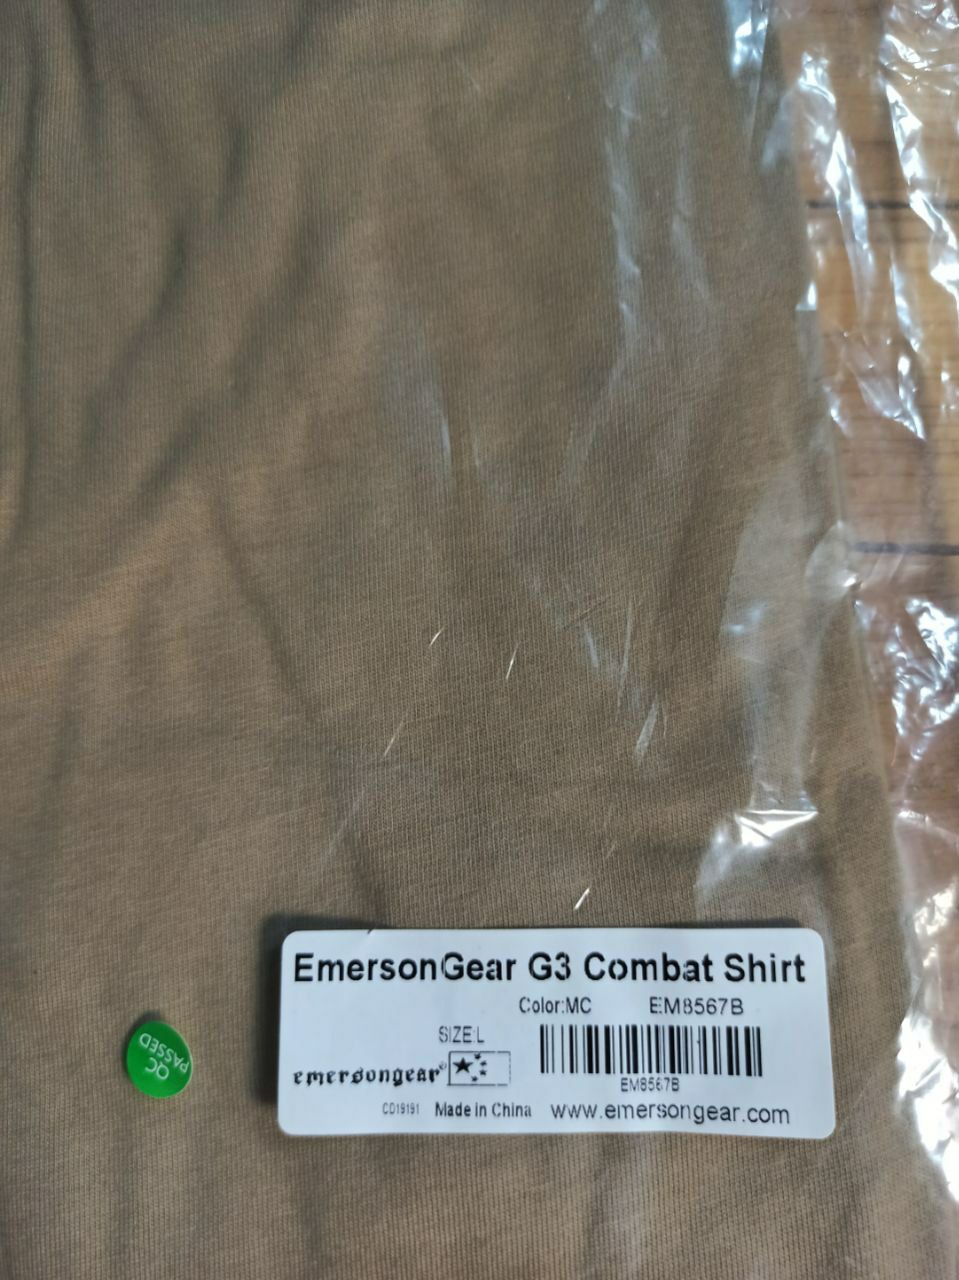 EmersonGear G3 Combat Shirt
Color:MC EM8567B
SIZE:L
emersongear®
EM8567B
CD19191 Made in China www.emersongear.com
QC
PASSED